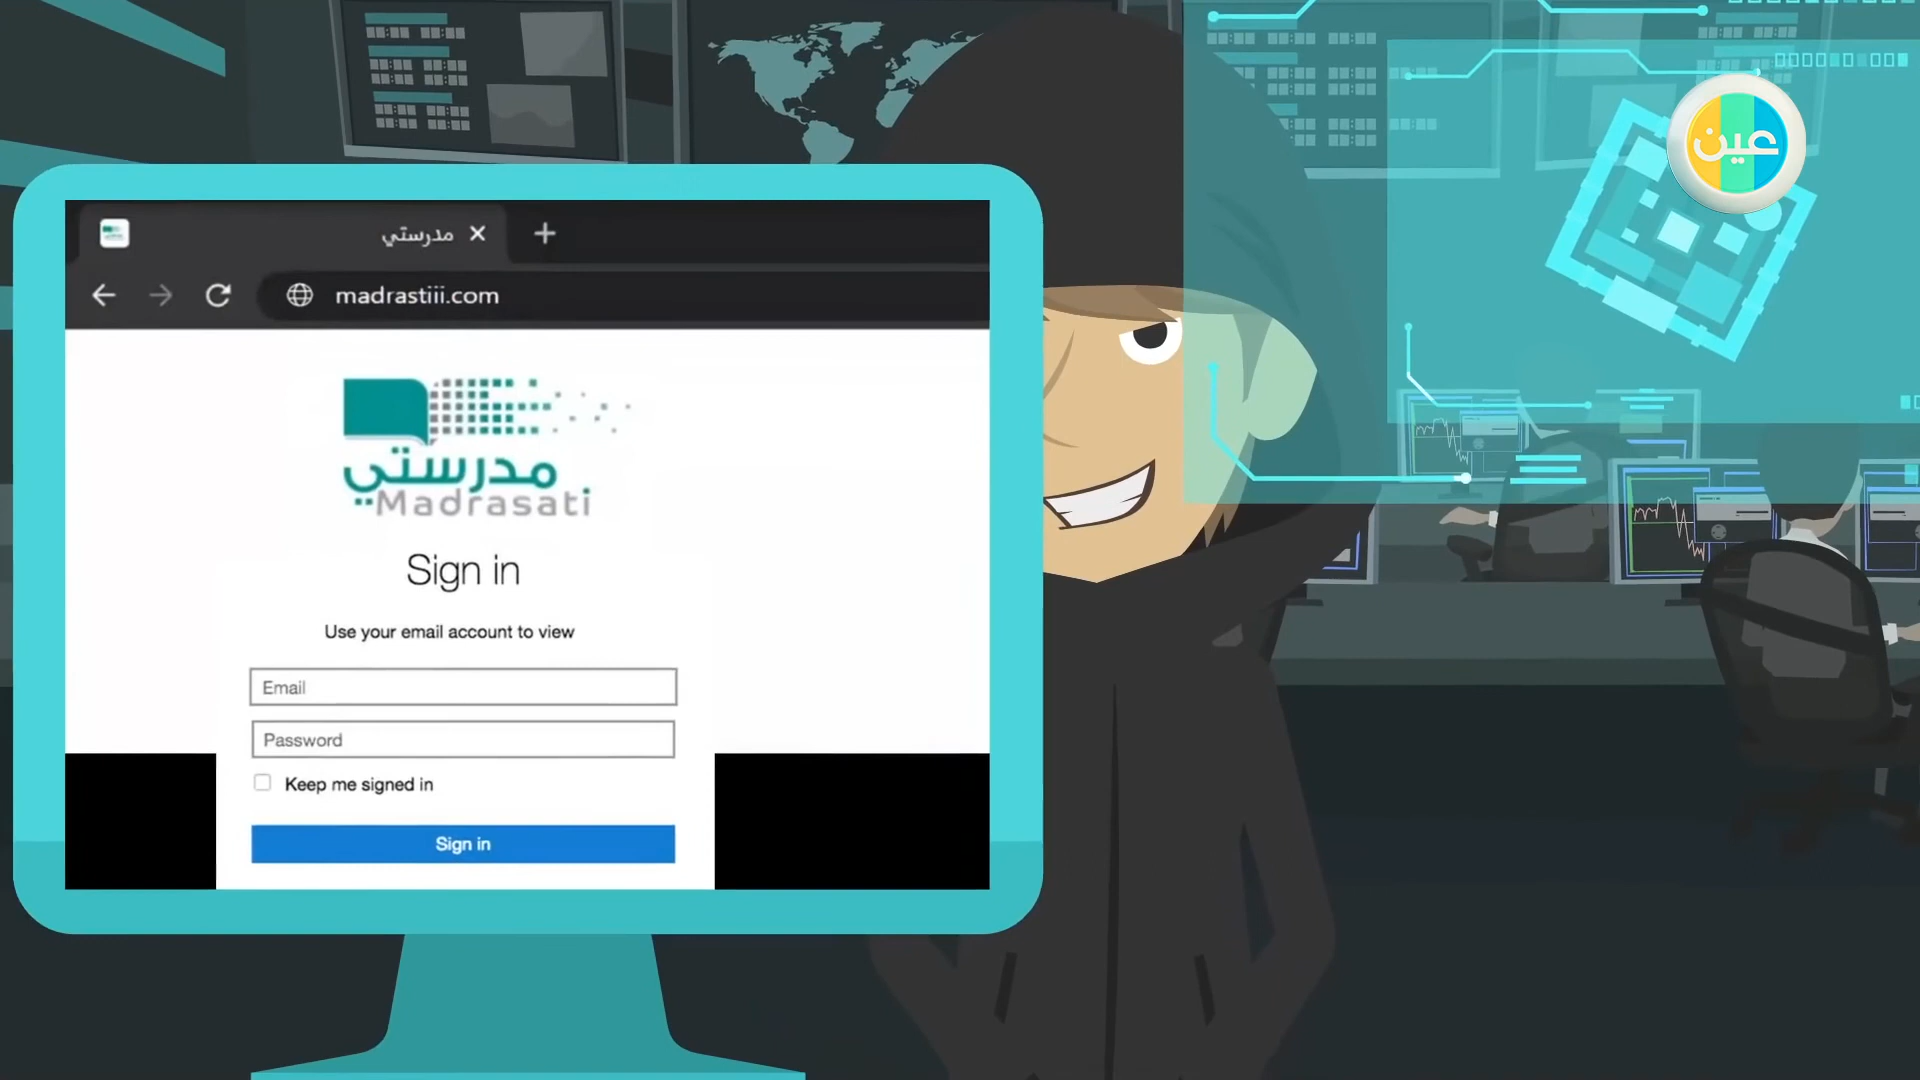 عين
مدرستي
madrastiii.com
مدرستي
Madrasati
Sign in
Use your email account to view
Email
Password
Keep me signed in
Sign in